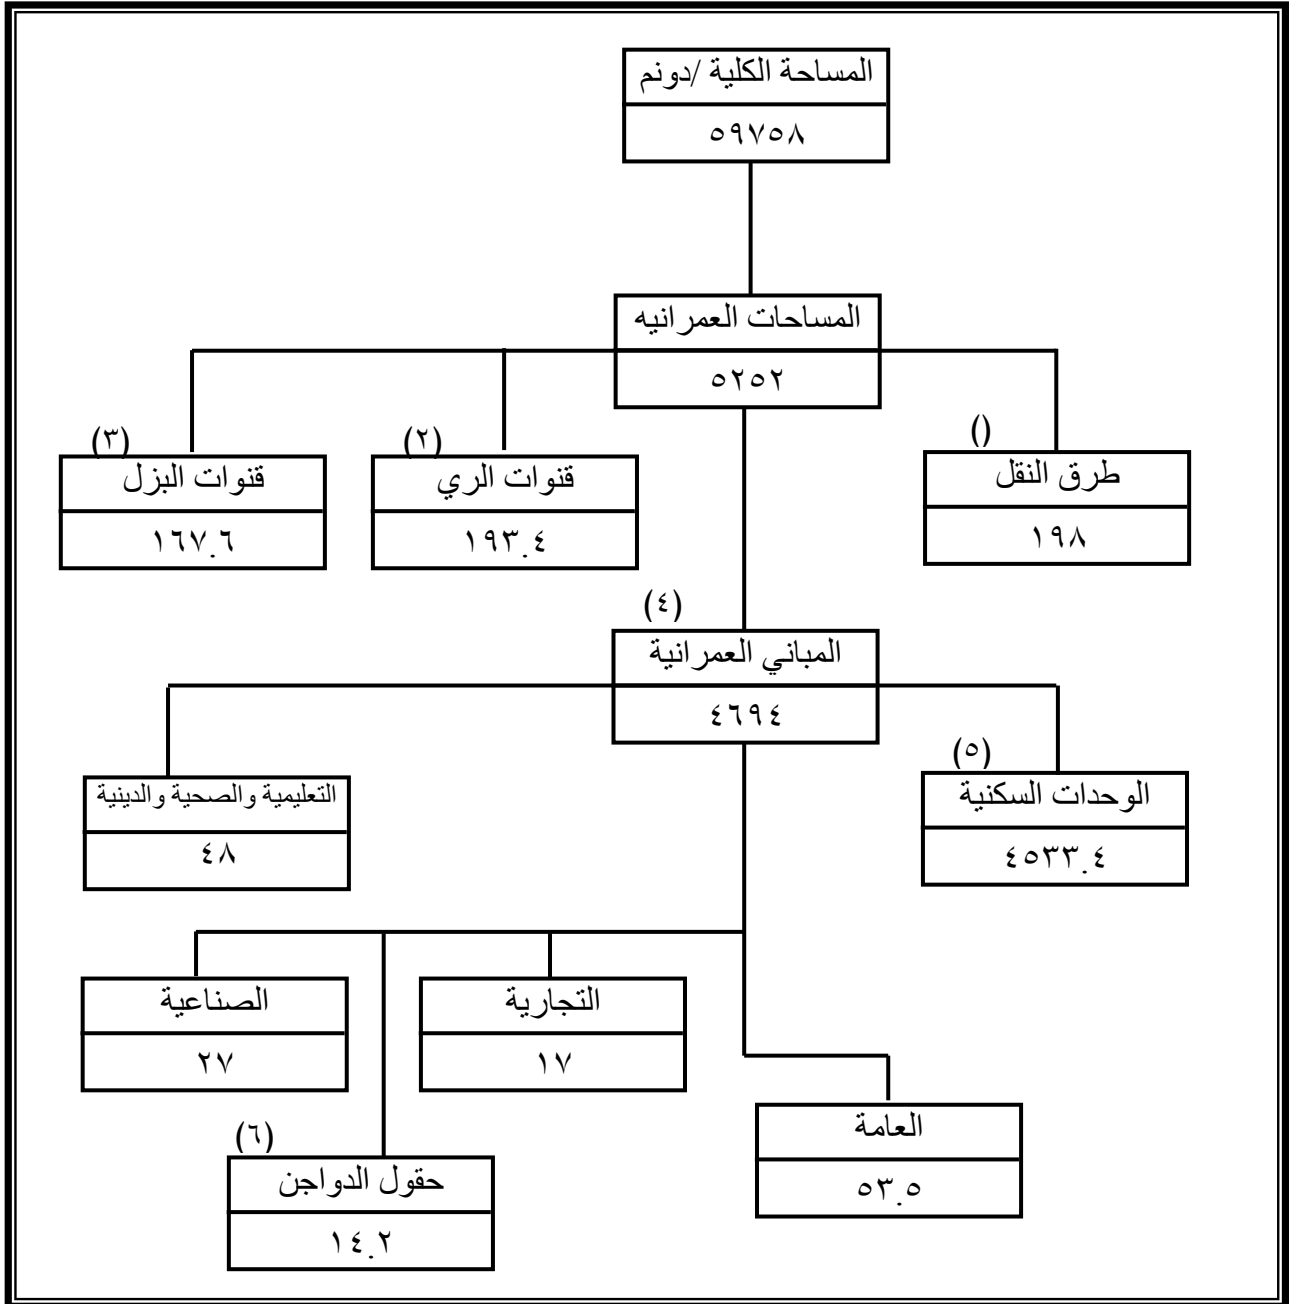 المساحة الكلية /دونم
٥٩٧٥٨
المساحات العمرانيه
٥٢٥٢
()
طرق النقل
١٩٨
(٢)
قنوات الري
١٩٣.٤
(٣)
قنوات البزل
١٦٧.٦
(٤)
المباني العمرانية
٤٦٩٤
(٥)
الوحدات السكنية
٤٥٣٣.٤
التعليمية والصحية والدينية
٤٨
التجارية
١٧
الصناعية
٢٧
العامة
٥٣.٥
(٦)
حقول الدواجن
١٤.٢